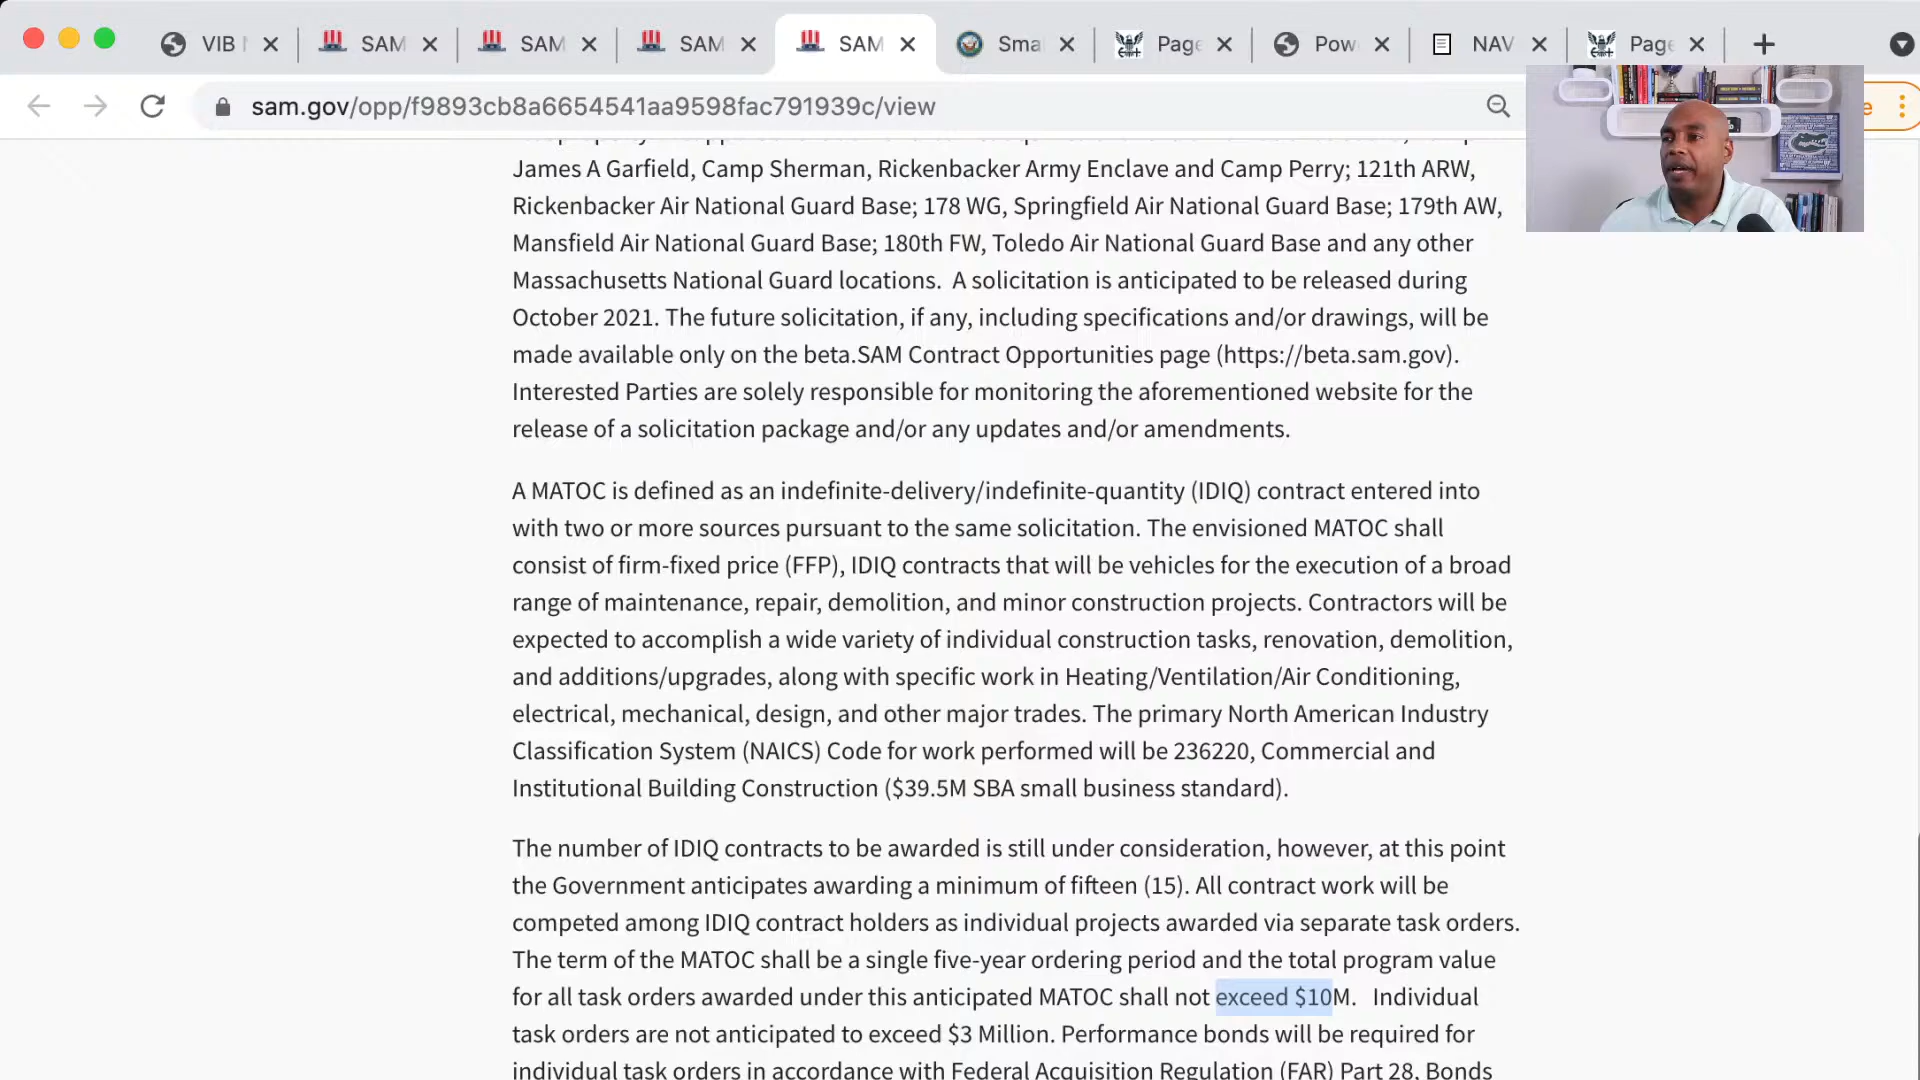 VIB
SAM
SAM
SAM
SAM
Sma
Page
Pow
NAV
Page
sam.gov/opp/f9893cb8a6654541aa9598fac791939c/view
James A Garfield, Camp Sherman, Rickenbacker Army Enclave and Camp Perry; 121th ARW,
Rickenbacker Air National Guard Base; 178 WG, Springfield Air National Guard Base; 179th AW,
Mansfield Air National Guard Base; 180th FW, Toledo Air National Guard Base and any other
Massachusetts National Guard locations.  A solicitation is anticipated to be released during
October 2021. The future solicitation, if any, including specifications and/or drawings, will be
made available only on the beta.SAM Contract Opportunities page (https://beta.sam.gov).
Interested Parties are solely responsible for monitoring the aforementioned website for the
release of a solicitation package and/or any updates and/or amendments.
A MATOC is defined as an indefinite-delivery/indefinite-quantity (IDIQ) contract entered into
with two or more sources pursuant to the same solicitation. The envisioned MATOC shall
consist of firm-fixed price (FFP), IDIQ contracts that will be vehicles for the execution of a broad
range of maintenance, repair, demolition, and minor construction projects. Contractors will be
expected to accomplish a wide variety of individual construction tasks, renovation, demolition,
and additions/upgrades, along with specific work in Heating/Ventilation/Air Conditioning,
electrical, mechanical, design, and other major trades. The primary North American Industry
Classification System (NAICS) Code for work performed will be 236220, Commercial and
Institutional Building Construction ($39.5M SBA small business standard).
The number of IDIQ contracts to be awarded is still under consideration, however, at this point
the Government anticipates awarding a minimum of fifteen (15). All contract work will be
competed among IDIQ contract holders as individual projects awarded via separate task orders.
The term of the MATOC shall be a single five-year ordering period and the total program value
for all task orders awarded under this anticipated MATOC shall not exceed $10M.   Individual
task orders are not anticipated to exceed $3 Million. Performance bonds will be required for
individual task orders in accordance with Federal Acquisition Regulation (FAR) Part 28, Bonds